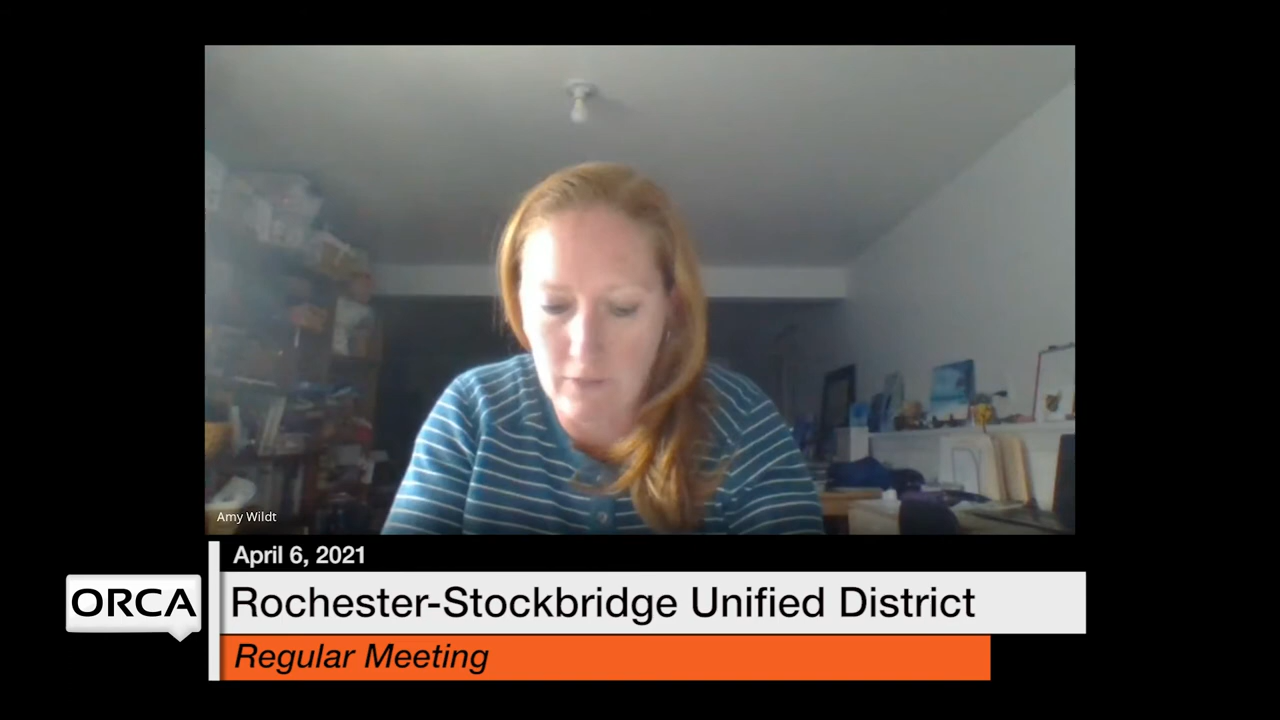 Amy Wildt
April 6, 2021
ORCA
Rochester-Stockbridge Unified District
Regular Meeting